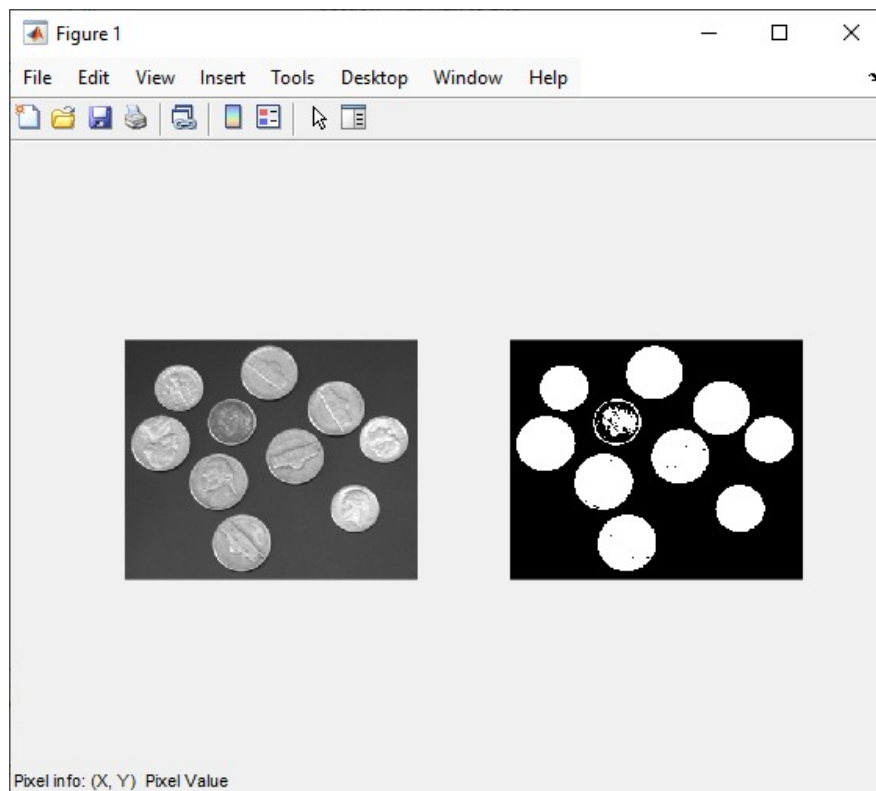 Figure 1
File Edit View Insert Tools Desktop Window Help
Pixel info: (X, Y) Pixel Value